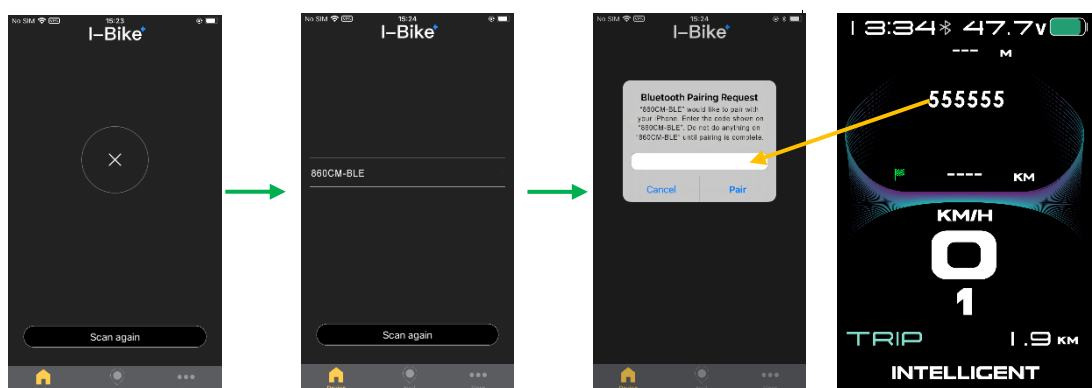 No SIM VPN 15:23
I-Bike
Scan again
No SIM VPN 15:24
I-Bike
860CM-BLE
Scan again
No SIM VPN 15:24
I-Bike
Bluetooth Pairing Request
"860CM-BLE" would like to pair with
your iPhone. Enter the code shown on
"860CM-BLE". Do not do anything on
"860CM-BLE" until pairing is complete.
Cancel Pair
13:34 47.7V
--- M
555555
---- KM
KM/H
0
1
TRIP 1.9 KM
INTELLIGENT